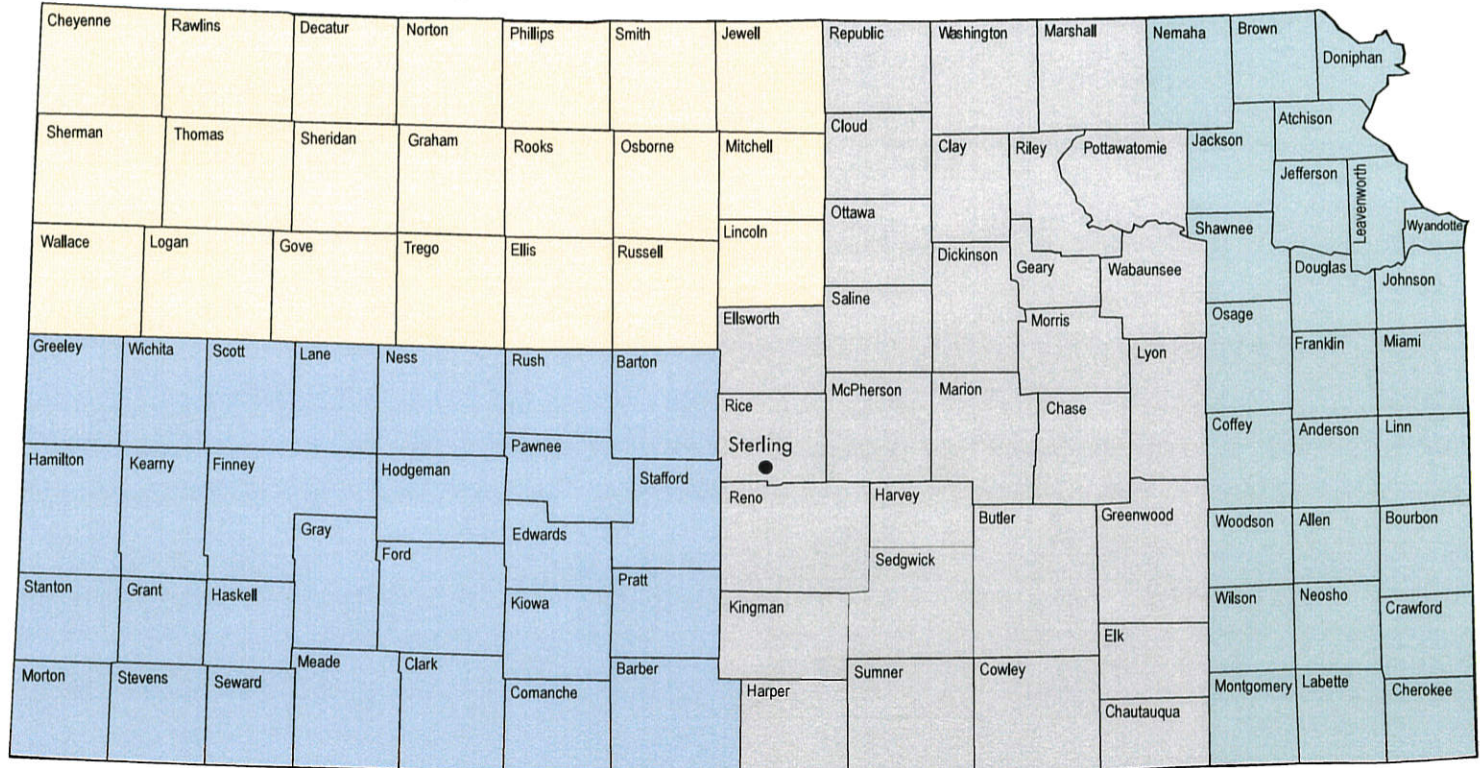 Cheyenne
Rawlins
Decatur
Norton
Phillips
Smith
Jewell
Republic
Washington
Marshall
Nemaha
Brown
Doniphan
Sherman
Thomas
Sheridan
Graham
Rooks
Osborne
Mitchell
Cloud
Clay
Riley
Pottawatomie
Jackson
Atchison
Jefferson
Leavenworth
Wyandotte
Wallace
Logan
Gove
Trego
Ellis
Russell
Lincoln
Ottawa
Dickinson
Geary
Wabaunsee
Shawnee
Douglas
Johnson
Saline
Ellsworth
Morris
Lyon
Osage
Franklin
Miami
Greeley
Wichita
Scott
Lane
Ness
Rush
Barton
Rice
McPherson
Marion
Chase
Coffey
Anderson
Linn
Sterling
Hamilton
Kearny
Finney
Hodgeman
Pawnee
Stafford
Reno
Harvey
Butler
Greenwood
Woodson
Allen
Bourbon
Gray
Ford
Edwards
Sedgwick
Stanton
Grant
Haskell
Kiowa
Pratt
Kingman
Elk
Wilson
Neosho
Crawford
Morton
Stevens
Seward
Meade
Clark
Comanche
Barber
Harper
Sumner
Cowley
Chautauqua
Montgomery
Labette
Cherokee